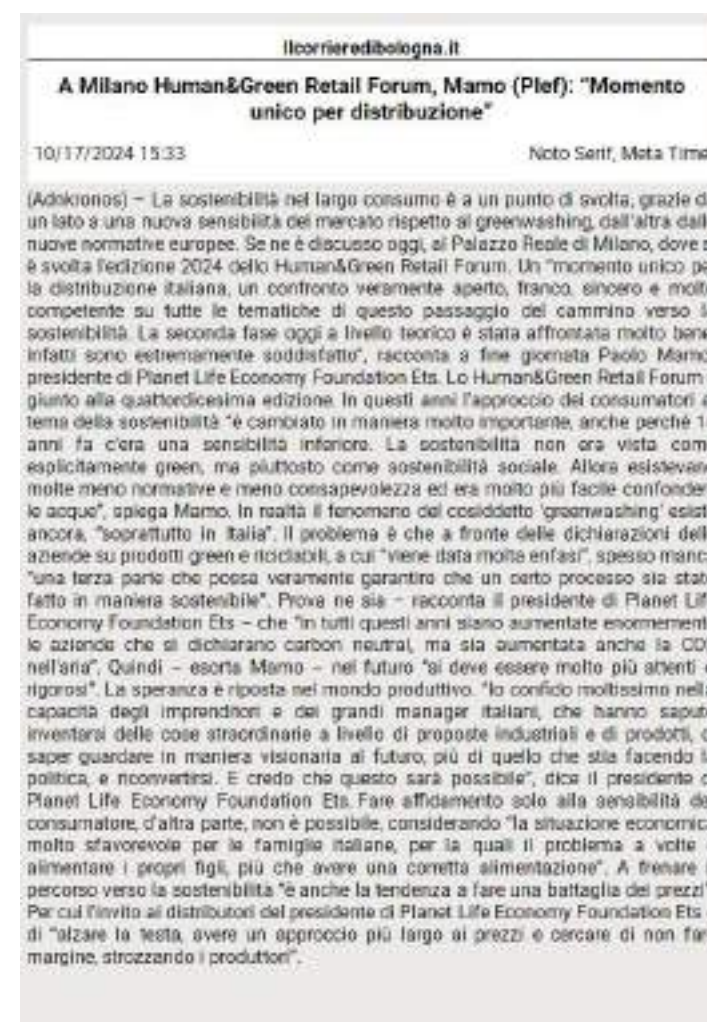 ilcorrieredibologna.it
A Milano Human&Green Retail Forum, Mamo (Plef): “Momento
unico per distribuzione”
10/17/2024 15:33
Noto Serif, Meta Time
(Adnkronos) – La sostenibilità nel largo consumo è a un punto di svolta, grazie d
un lato a una nuova sensibilità del mercato rispetto al greenwashing, dall'altra dall
nuove normative europee. Se ne è discusso oggi, al Palazzo Reale di Milano, dove s
è svolta l'edizione 2024 dello Human&Green Retail Forum. Un “momento unico pe
la distribuzione italiana, un confronto veramente aperto, franco, sincero e molt
competente su tutte le tematiche di questo passaggio del cammino verso l
sostenibilità. La seconda fase oggi a livello teorico è stata affrontata molto bene
infatti sono estremamente soddisfatto”, racconta a fine giornata Paolo Mamo
presidente di Planet Life Economy Foundation Ets. Lo Human&Green Retail Forum
giunto alla quattordicesima edizione. In questi anni l'approccio dei consumatori a
tema della sostenibilità “è cambiato in maniera molto importante, anche perché 1
anni fa c'era una sensibilità inferiore. La sostenibilità non era vista com
esplicitamente green, ma piuttosto come sostenibilità sociale. Allora esistevan
molte meno normative e meno consapevolezza ed era molto più facile confonder
le acque”, spiega Mamo. In realtà il fenomeno del cosiddetto 'greenwashing' esist
ancora, “soprattutto in Italia”. Il problema è che a fronte delle dichiarazioni dell
aziende su prodotti green e riciclabili, a cui “viene data molta enfasi”, spesso manc
“una terza parte che possa veramente garantire che un certo processo sia stat
fatto in maniera sostenibile”. Prova ne sia – racconta il presidente di Planet Lif
Economy Foundation Ets – che “in tutti questi anni siano aumentate enormement
le aziende che si dichiarano carbon neutral, ma sia aumentata anche la CO
nell'aria”. Quindi – esorta Mamo – nel futuro “si deve essere molto più attenti e
rigorosi”. La speranza è riposta nel mondo produttivo. “Io confido moltissimo nell
capacità degli imprenditori e dei grandi manager italiani, che hanno saput
inventarsi delle cose straordinarie a livello di proposte industriali e di prodotti, d
saper guardare in maniera visionaria al futuro, più di quello che stia facendo l
politica, e riconvertirsi. E credo che questo sarà possibile”, dice il presidente d
Planet Life Economy Foundation Ets. Fare affidamento solo alla sensibilità de
consumatore, d'altra parte, non è possibile, considerando “la situazione economic
molto sfavorevole per le famiglie italiane, per la quali il problema a volte
alimentare i propri figli, più che avere una corretta alimentazione”. A frenare i
percorso verso la sostenibilità “è anche la tendenza a fare una battaglia dei prezzi”
Per cui l'invito ai distributori del presidente di Planet Life Economy Foundation Ets
di “alzare la testa, avere un approccio più largo ai prezzi e cercare di non far
margine, strozzando i produttori”.